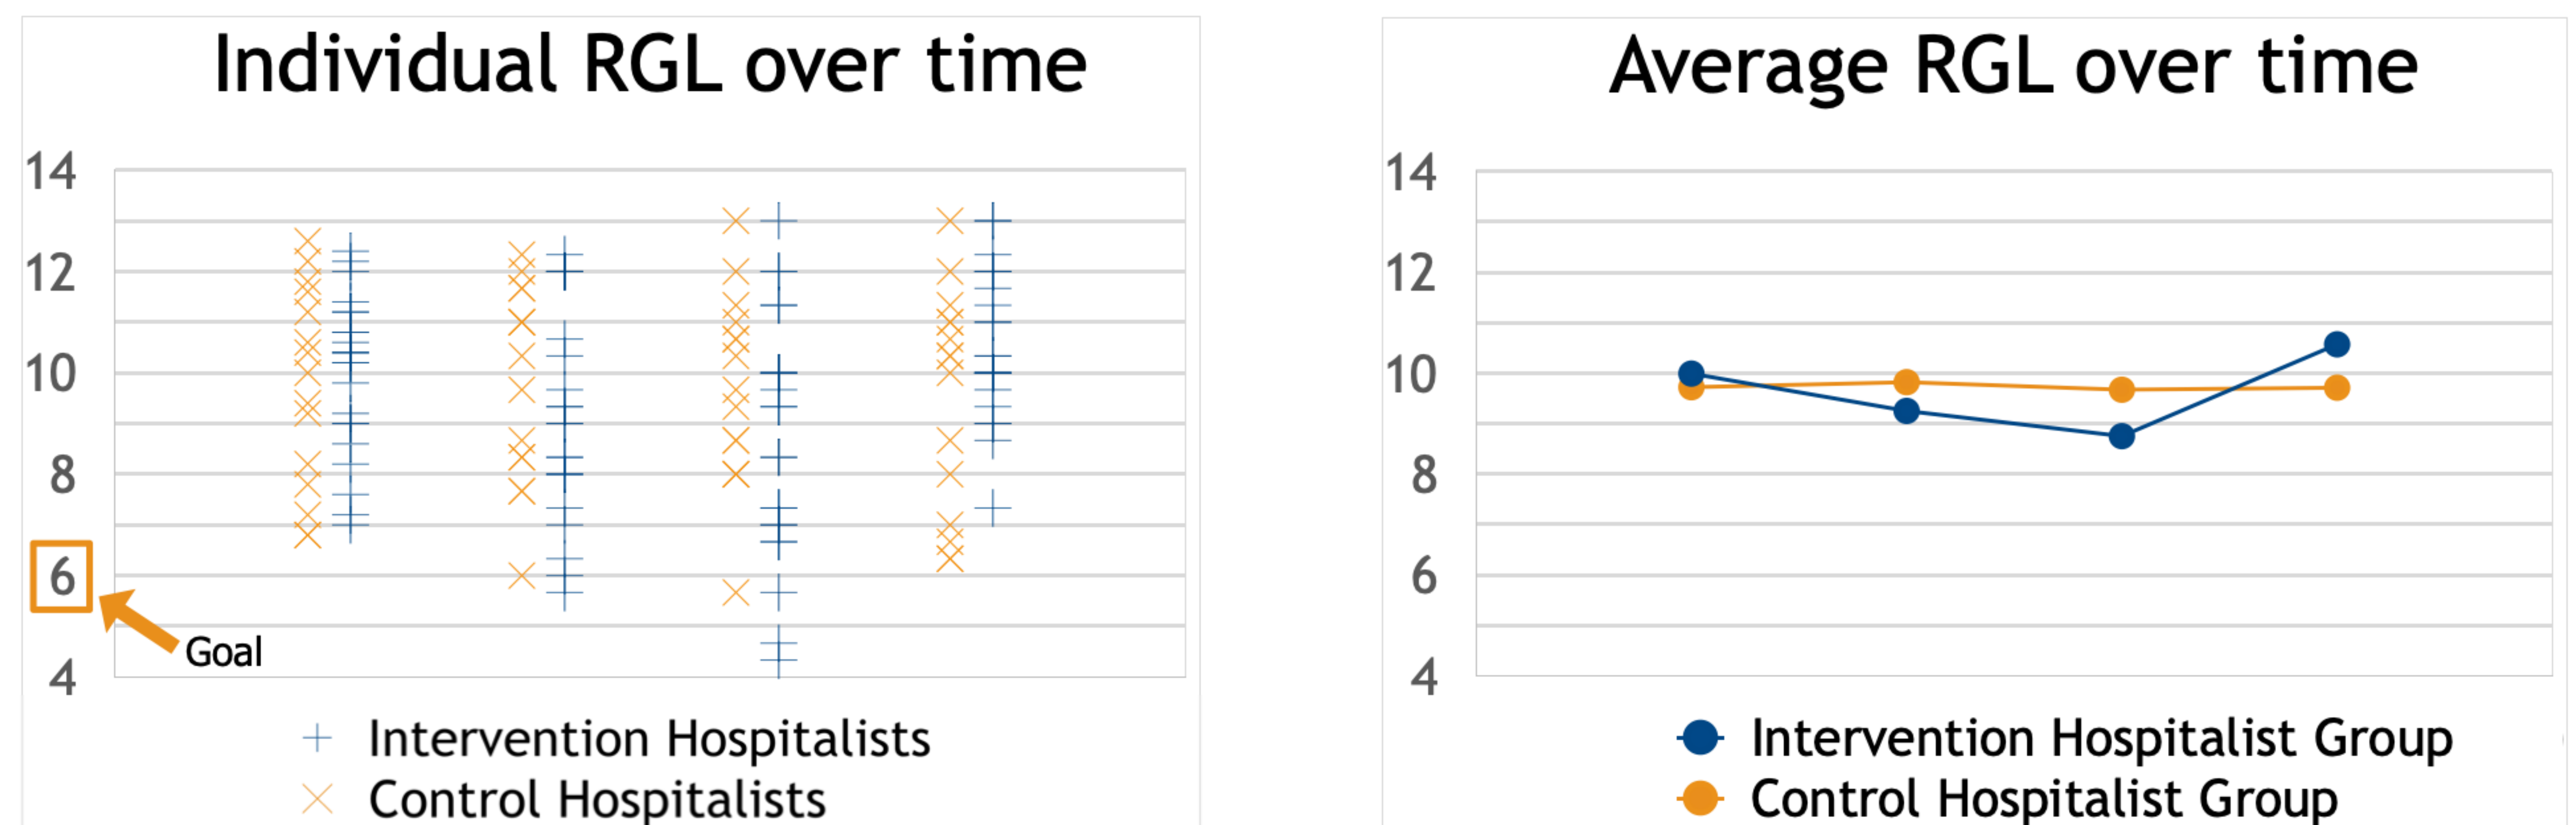 Individual RGL over time
14
12
10
8
6
4
Goal
Intervention Hospitalists
Control Hospitalists
Average RGL over time
14
12
10
8
6
4
Intervention Hospitalist Group
Control Hospitalist Group